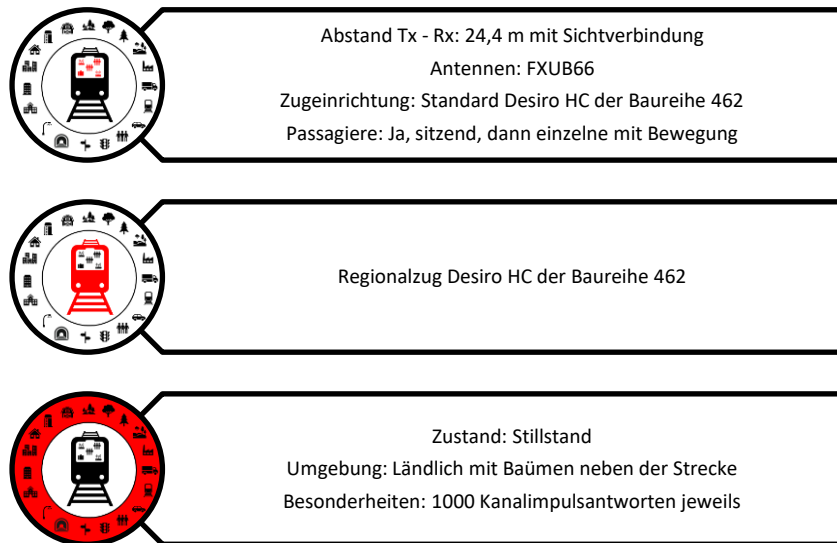 Abstand Tx - Rx: 24,4 m mit Sichtverbindung
Antennen: FXUB66
Zugeinrichtung: Standard Desiro HC der Baureihe 462
Passagiere: Ja, sitzend, dann einzelne mit Bewegung
Regionalzug Desiro HC der Baureihe 462
Zustand: Stillstand
Umgebung: Ländlich mit Baümen neben der Strecke
Besonderheiten: 1000 Kanalimpulsantworten jeweils